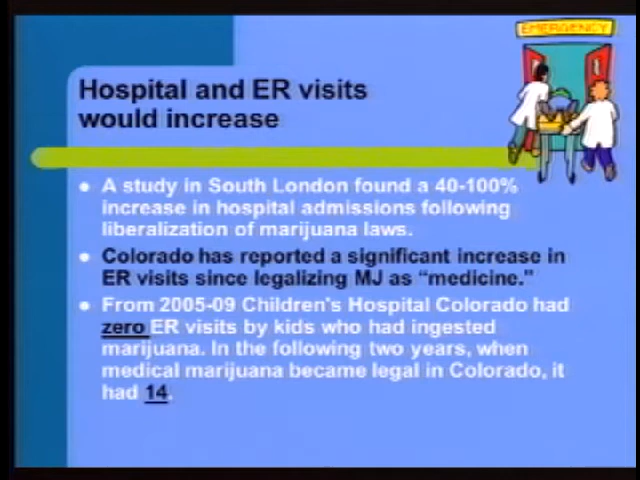 EMERGENCY
Hospital and ER visits
would increase
A study in South London found a 40-100%
increase in hospital admissions following
liberalization of marijuana laws.
Colorado has reported a significant increase in
ER visits since legalizing MJ as “medicine.”
From 2005-09 Children's Hospital Colorado had
zero ER visits by kids who had ingested
marijuana. In the following two years, when
medical marijuana became legal in Colorado, it
had 14.